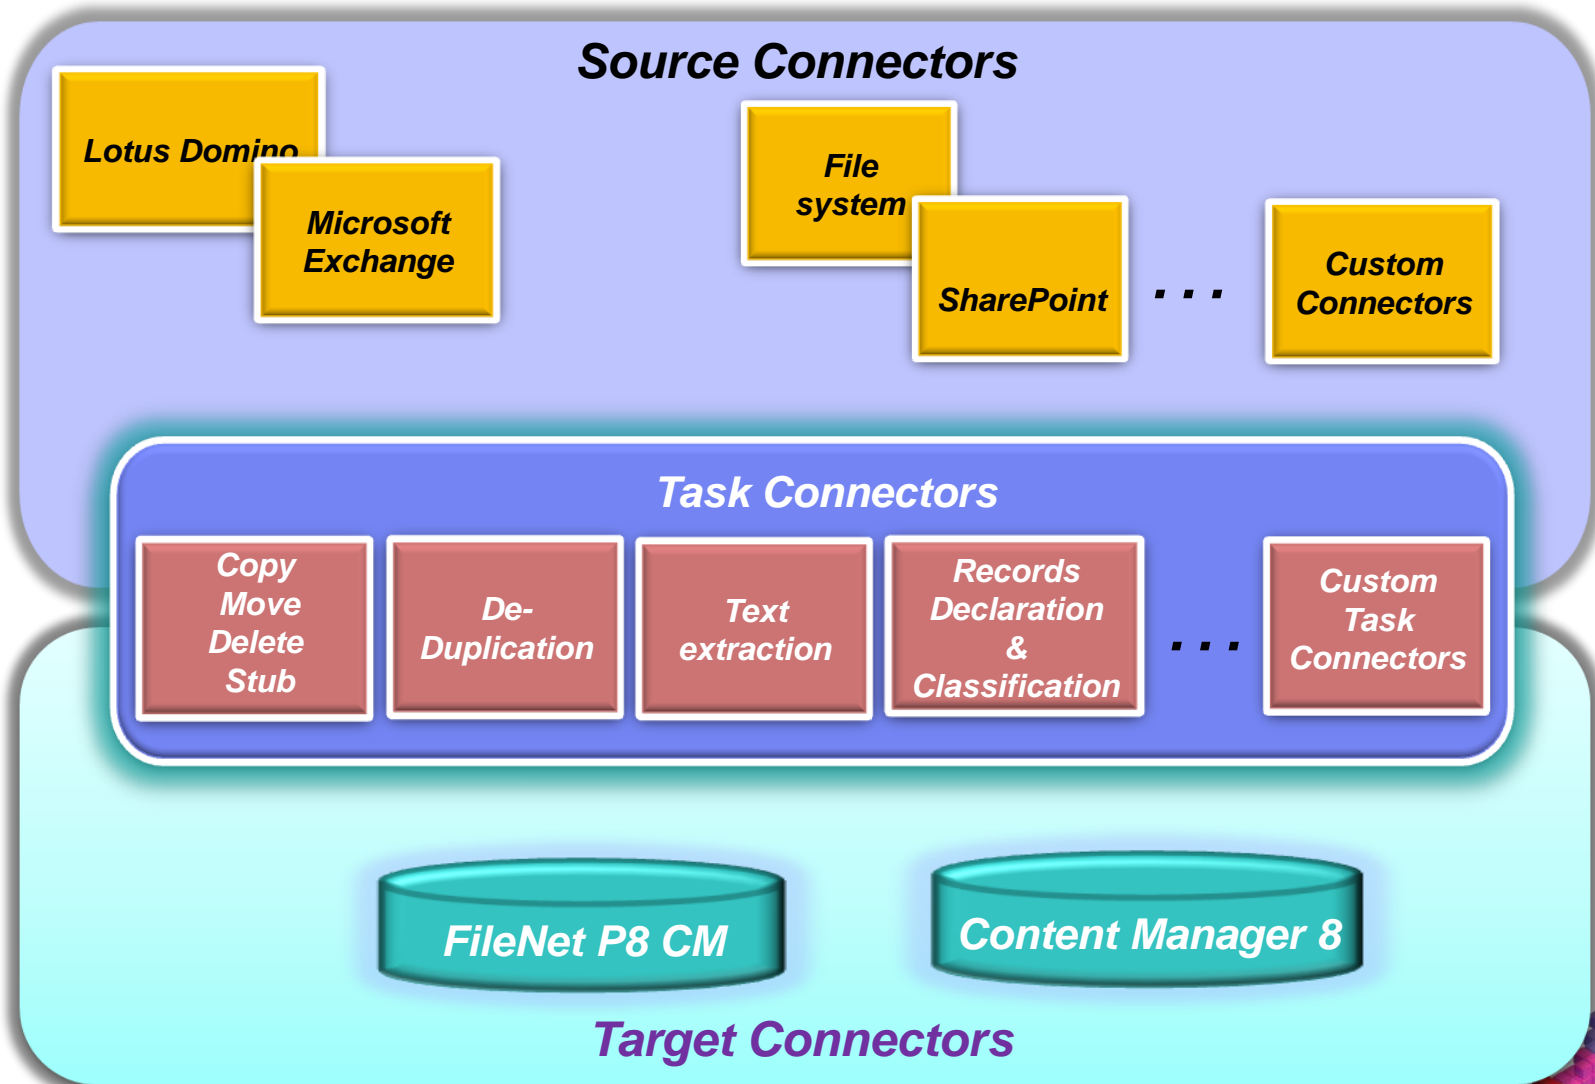 Source Connectors
Lotus Domino
Microsoft
Exchange
File
system
SharePoint
. . .
Custom
Connectors
Task Connectors
Copy
Move
Delete
Stub
De-
Duplication
Text
extraction
Records
Declaration
&
Classification
. . .
Custom
Task
Connectors
FileNet P8 CM
Content Manager 8
Target Connectors